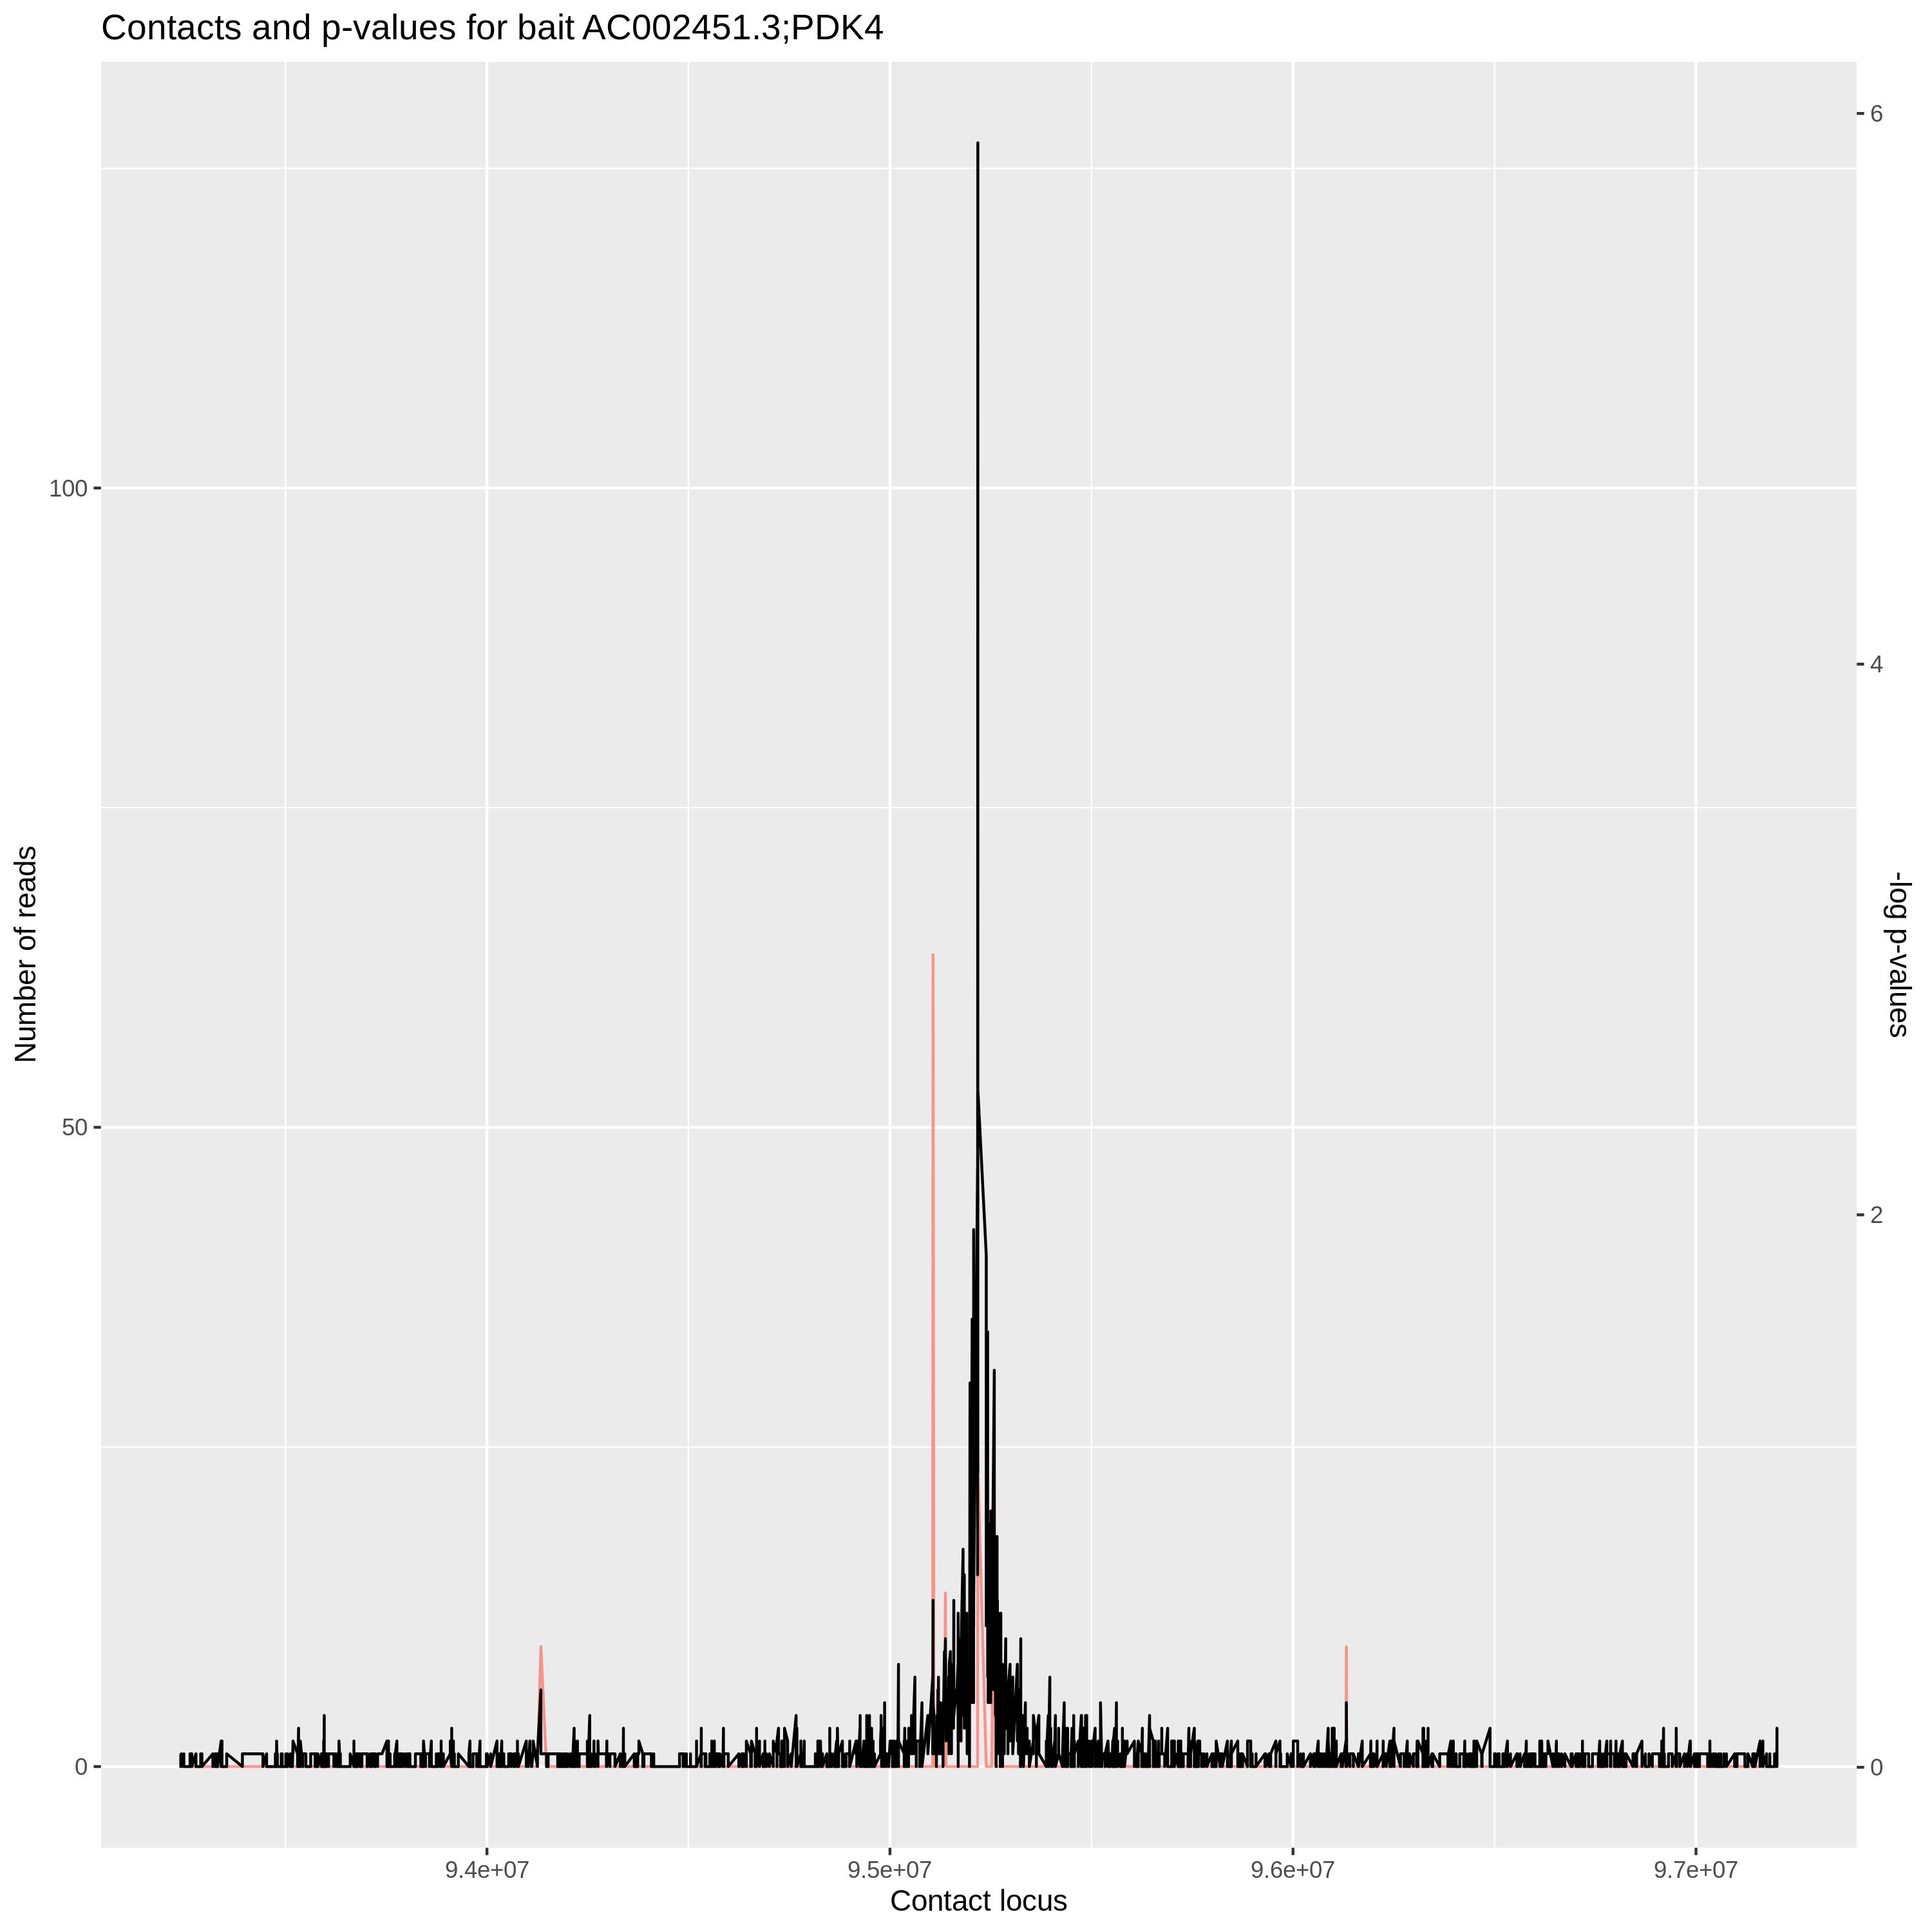 Contacts and p-values for bait AC002451.3;PDK4
6
100
4
Number of reads
-log p-values
50
2
0
0
9.4e+07
9.5e+07
9.6e+07
9.7e+07
Contact locus